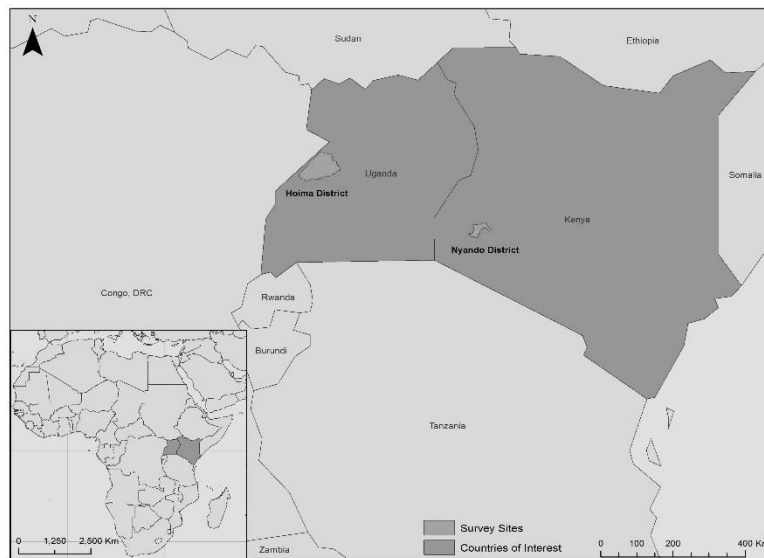 N
Sudan
Ethiopia
Uganda
Somalia
Hoima District
Kenya
Nyando District
Congo, DRC
Rwanda
Burundi
Tanzania
Zambia
0 1,250 2,500 Km
Survey Sites
Countries of Interest
0 100 200 400 Km